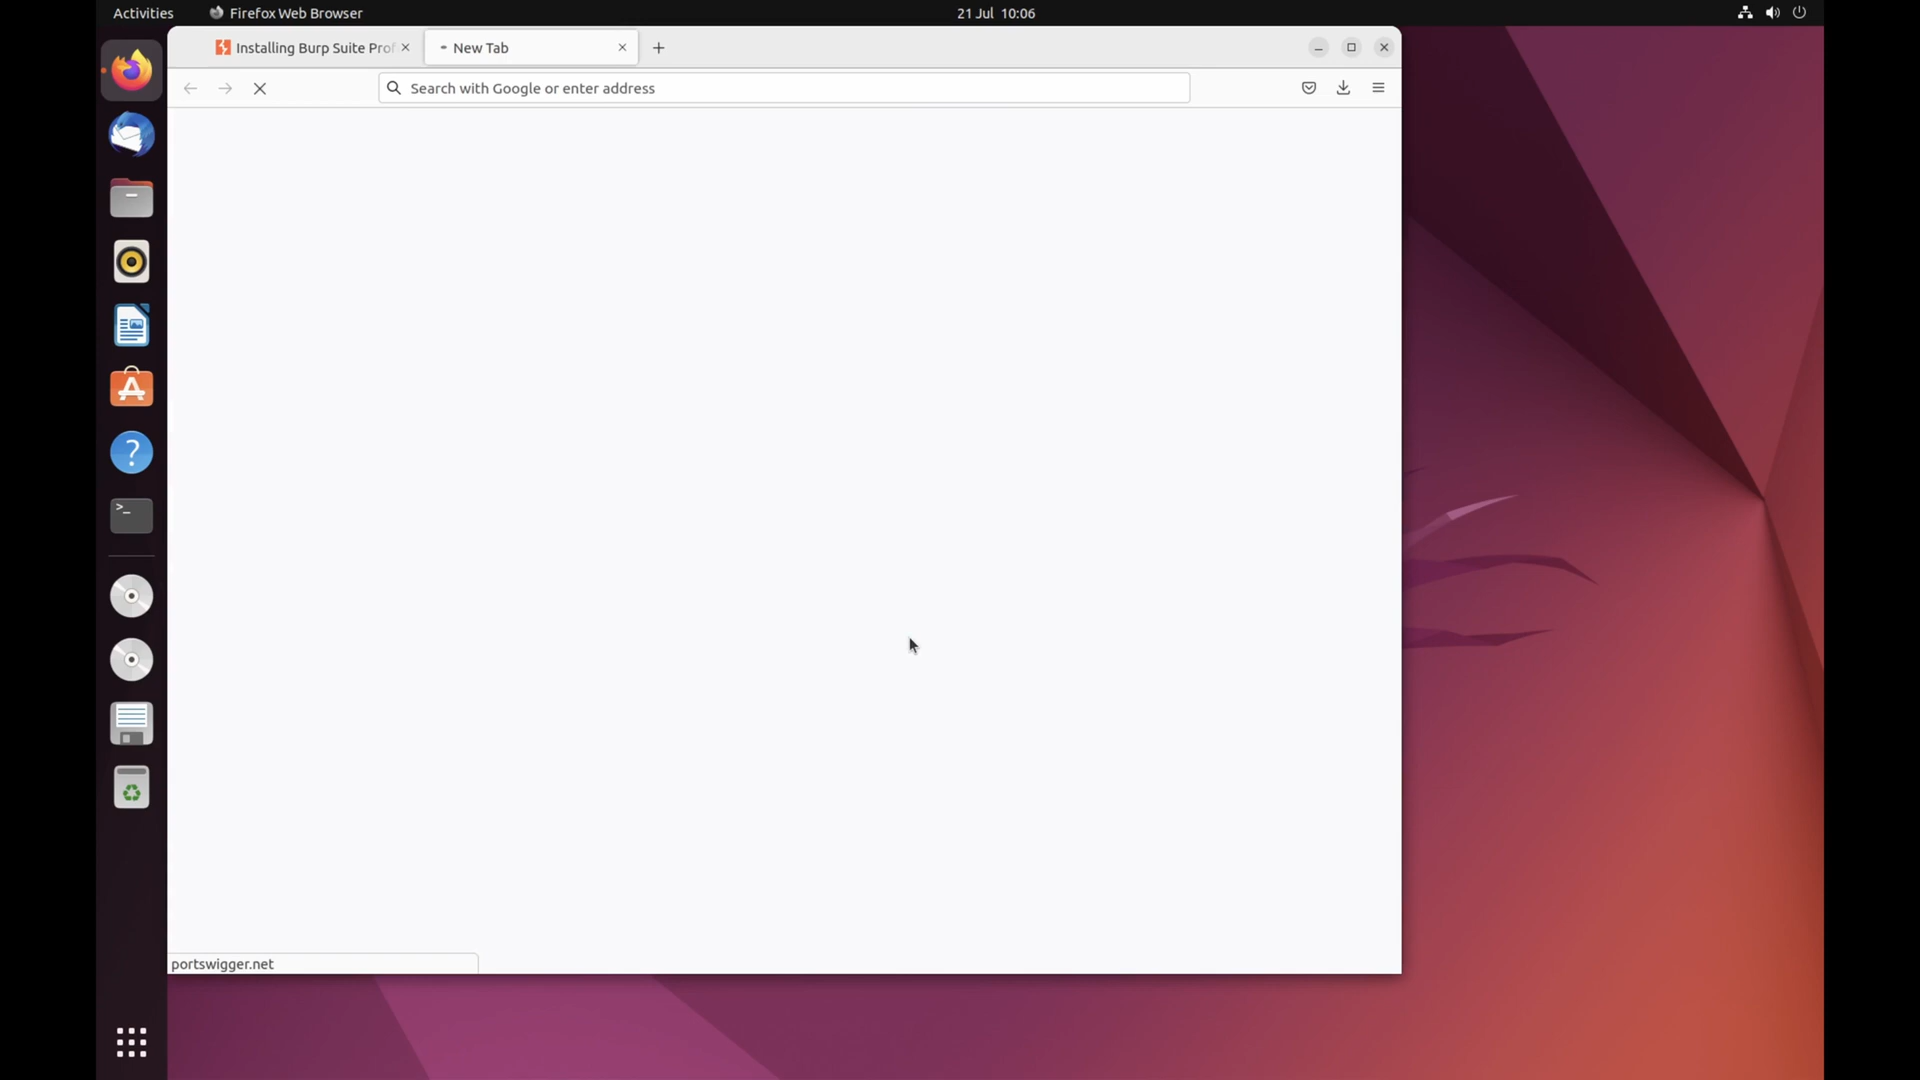 Activities
Firefox Web Browser
21 Jul 10:06
Installing Burp Suite Prof
New Tab
Search with Google or enter address
portswigger.net